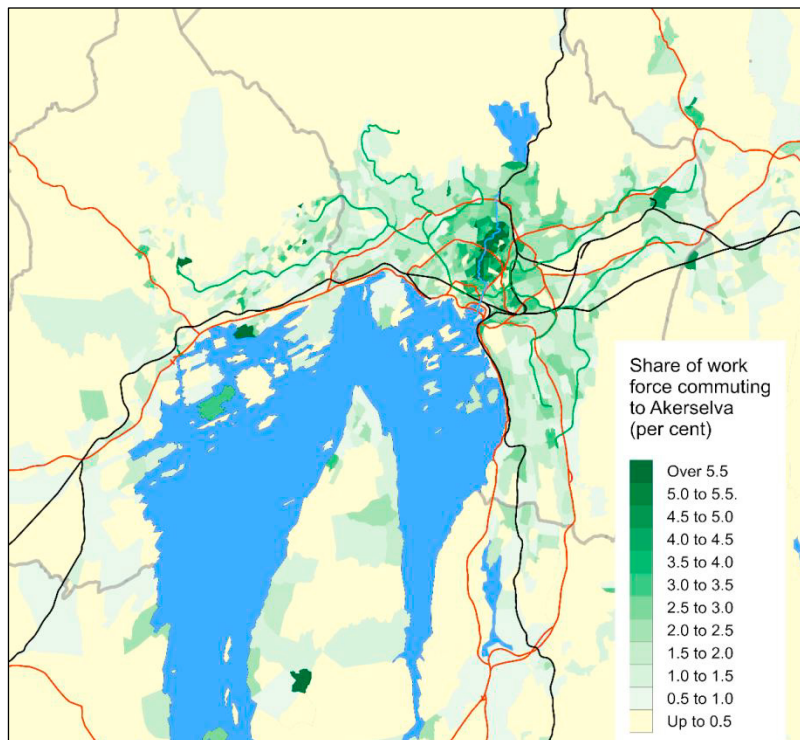 Share of work
force commuting
to Akerselva
(per cent)
Over 5.5
5.0 to 5.5.
4.5 to 5.0
4.0 to 4.5
3.5 to 4.0
3.0 to 3.5
2.5 to 3.0
2.0 to 2.5
1.5 to 2.0
1.0 to 1.5
0.5 to 1.0
Up to 0.5